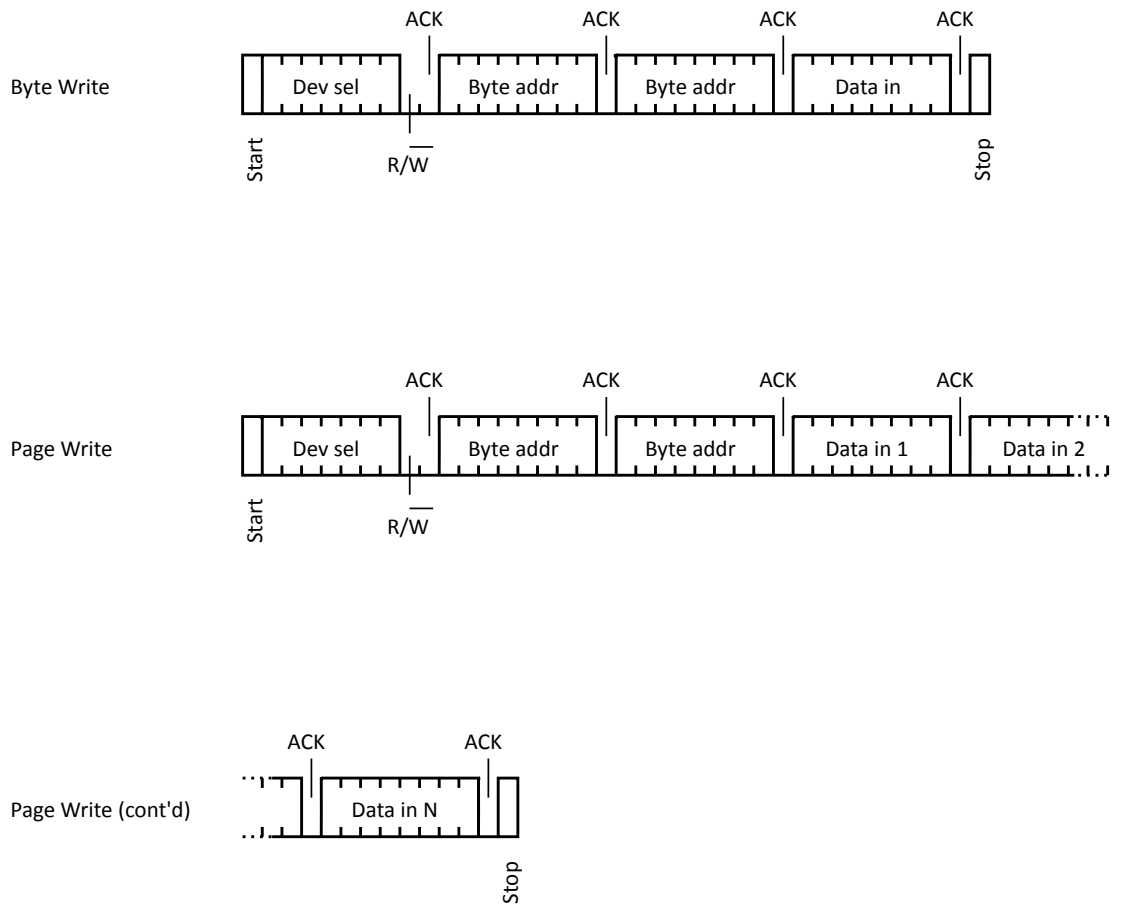 ACK ACK ACK ACK
Byte Write Dev sel Byte addr Byte addr Data in
Start R/W Stop
ACK ACK ACK ACK
Page Write Dev sel Byte addr Byte addr Data in 1 Data in 2
Start R/W
ACK ACK
Page Write (cont'd) Data in N
Stop